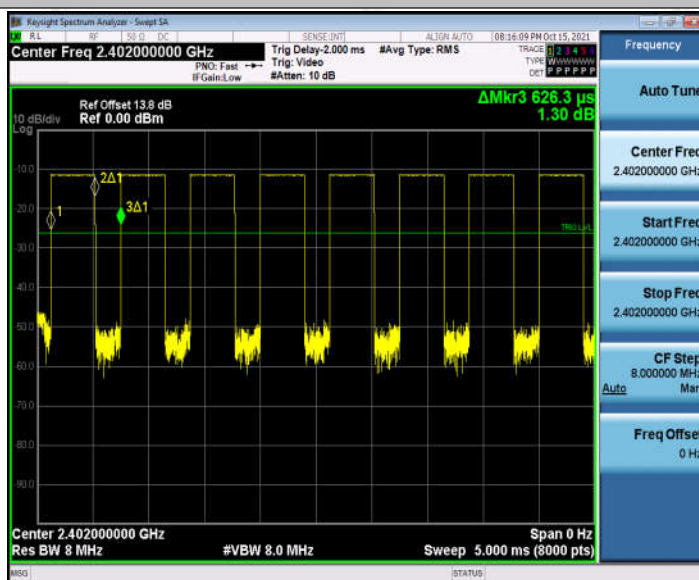 Keysight Spectrum Analyzer - Swept SA
RL RF 50 Ω DC SENSE:INT ALIGN AUTO 08:16:09 PM Oct 15, 2021
Center Freq 2.402000000 GHz
PNO: Fast
IFGain:Low
Trig Delay-2.000 ms
Trig: Video
#Atten: 10 dB
#Avg Type: RMS
TRACE 1 2 3 4 5 6
TYPE WWWWWW
DET P P P P P P
ΔMkr3 626.3 µs
1.30 dB
Ref Offset 13.8 dB
Ref 0.00 dBm
10 dB/div
Log
-10.0
-20.0
-30.0
-40.0
-50.0
-60.0
-70.0
-80.0
-90.0
1
2Δ1
3Δ1
TRIG LVL
Center 2.402000000 GHz
Span 0 Hz
Res BW 8 MHz
#VBW 8.0 MHz
Sweep 5.000 ms (8000 pts)
MSG
STATUS
Frequency
Auto Tune
Center Freq
2.402000000 GHz
Start Freq
2.402000000 GHz
Stop Freq
2.402000000 GHz
CF Step
8.000000 MHz
Auto Man
Freq Offset
0 Hz